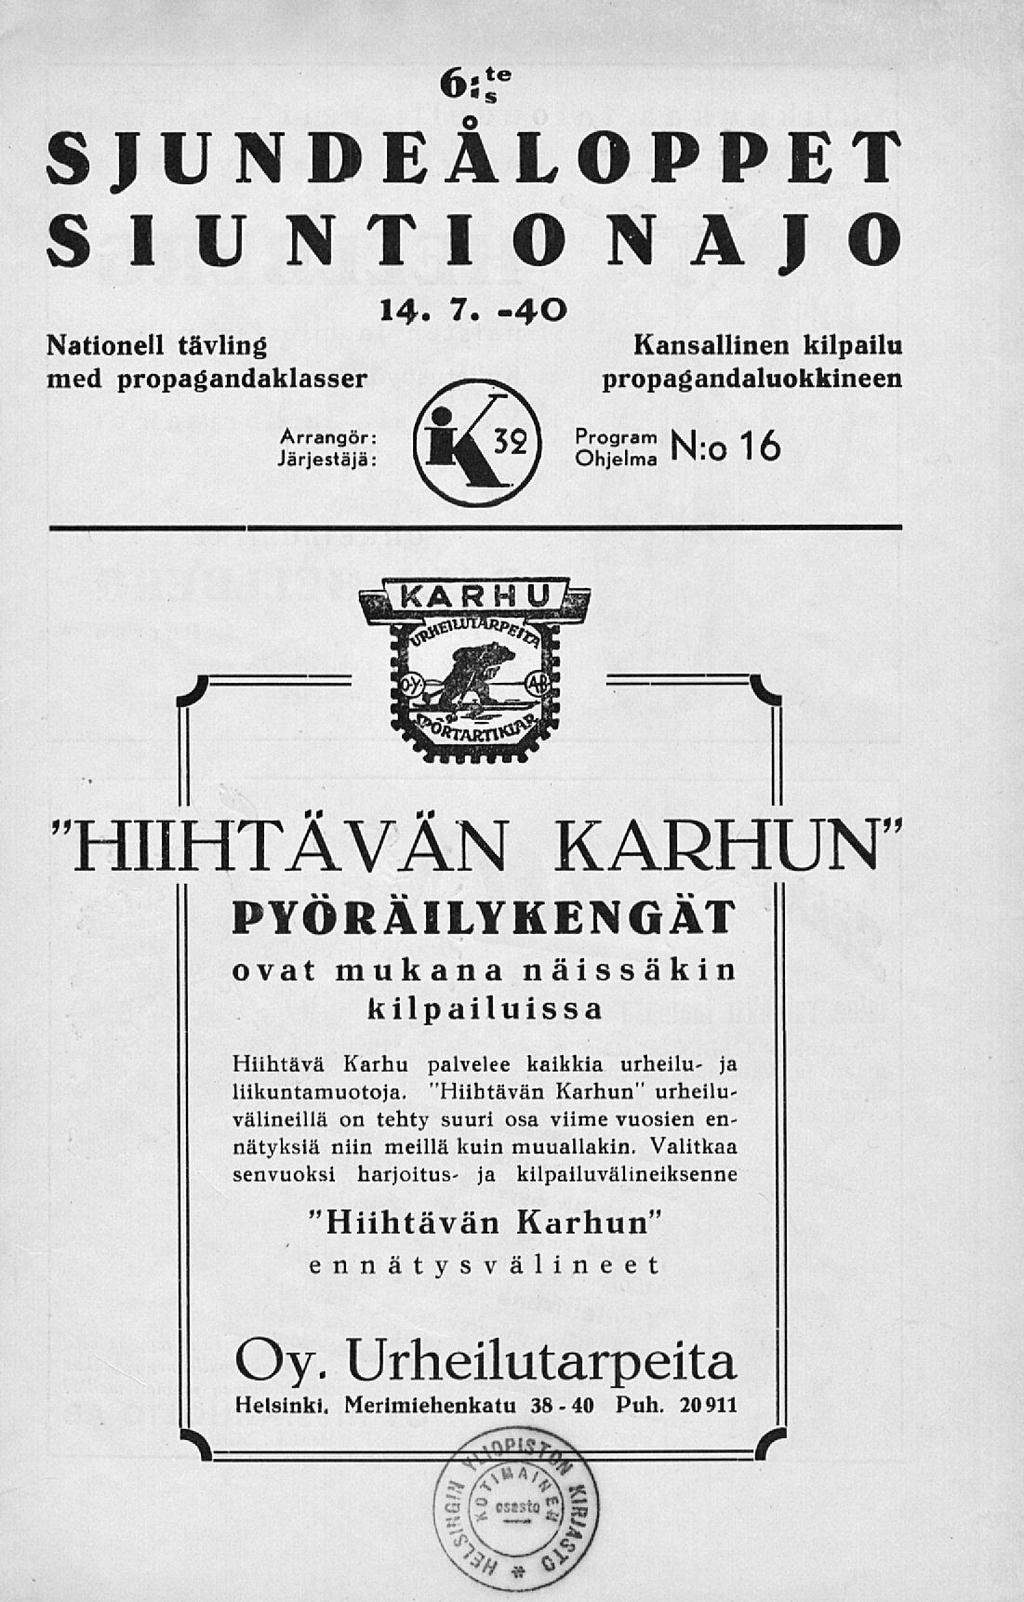 6:te
s
SJUNDEÅLOPPET
SIUNTIONAJO
14. 7. -40
Nationell tävling
med propagandaklasser
Kansallinen kilpailu
propagandaluokkineen
Arrangör:
Järjestäjä:
iK 32
Program
Ohjelma
N:o 16
KARHU
URHEILUTARPEITA
O.Y. A.B.
SPORTARTIKLAR
”HIIHTÄVÄN KARHUN”
PYÖRÄILYKENGÄT
ovat mukana näissäkin
kilpailuissa
Hiihtävä Karhu palvelee kaikkia urheilu- ja
liikuntamuotoja. ”Hiihtävän Karhun” urheilu-
välineillä on tehty suuri osa viime vuosien en-
nätyksiä niin meillä kuin muuallakin. Valitkaa
senvuoksi harjoitus- ja kilpailuvälineiksenne
”Hiihtävän Karhun”
ennätysvälineet
Oy. Urheilutarpeita
Helsinki. Merimiehenkatu 38-40 Puh. 20911
HELSINGIN YLIOPISTON KIRJASTO
KOTIMAINEN
osasto